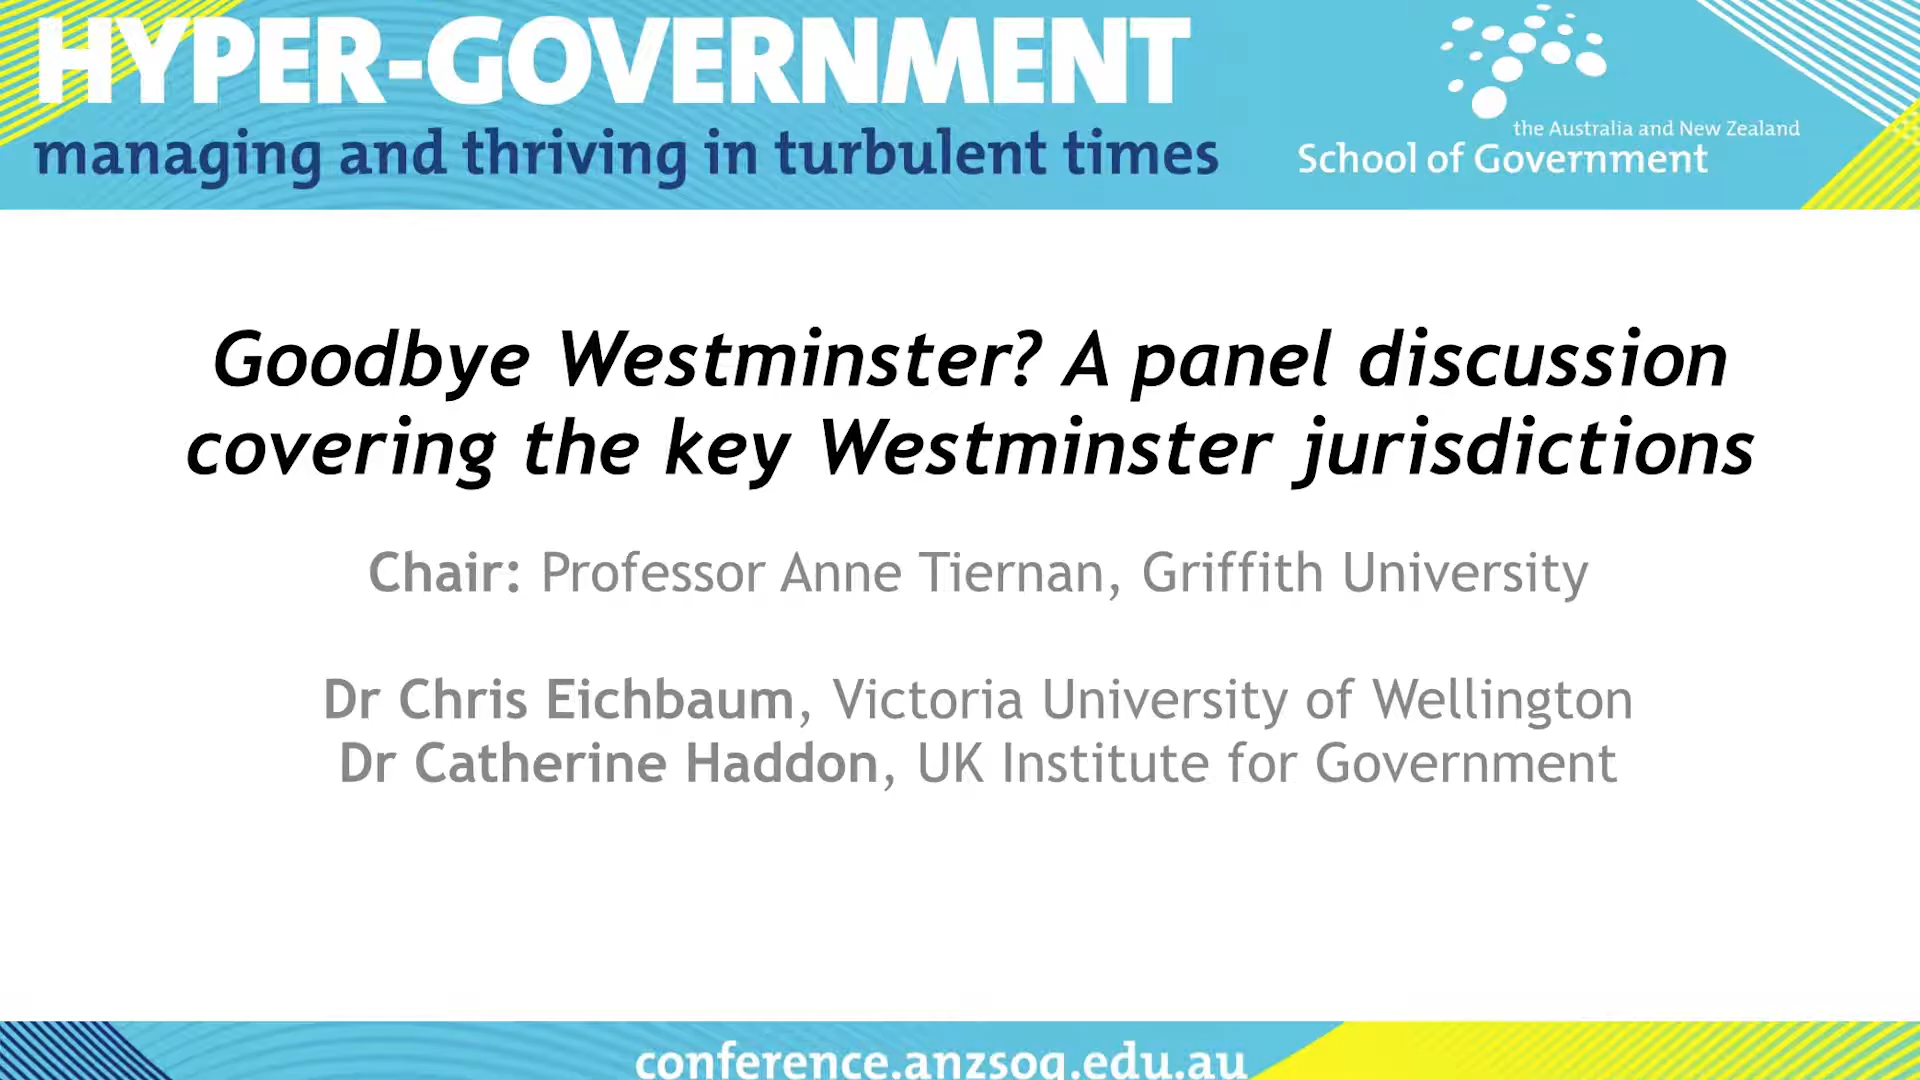 HYPER-GOVERNMENT
managing and thriving in turbulent times
the Australia and New Zealand
School of Government
Goodbye Westminster? A panel discussion
covering the key Westminster jurisdictions
Chair: Professor Anne Tiernan, Griffith University
Dr Chris Eichbaum, Victoria University of Wellington
Dr Catherine Haddon, UK Institute for Government
conference.anzsog.edu.au